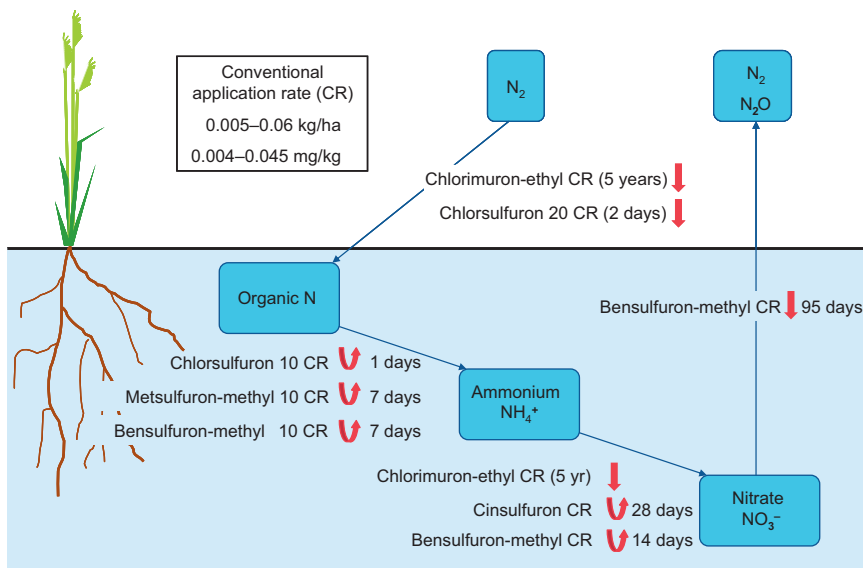 Conventional
application rate (CR)
0.005–0.06 kg/ha
0.004–0.045 mg/kg
N₂
N₂
N₂O
Chlorimuron-ethyl CR (5 years)
Chlorsulfuron 20 CR (2 days)
Organic N
Bensulfuron-methyl CR 95 days
Chlorsulfuron 10 CR 1 days
Metsulfuron-methyl 10 CR 7 days
Bensulfuron-methyl 10 CR 7 days
Ammonium
NH₄⁺
Chlorimuron-ethyl CR (5 yr)
Cinsulfuron CR 28 days
Bensulfuron-methyl CR 14 days
Nitrate
NO₃⁻